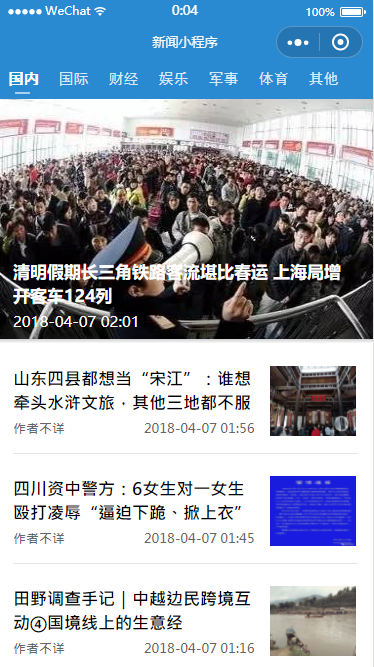 WeChat
0:04
100%
新闻小程序
国内 国际 财经 娱乐 军事 体育 其他
清明假期长三角铁路客流堪比春运 上海局增
开客车124列
2018-04-07 02:01
山东四县都想当“宋江”：谁想
牵头水浒文旅，其他三地都不服
作者不详 2018-04-07 01:56
四川资中警方：6女生对一女生
殴打凌辱“逼迫下跪、掀上衣”
作者不详 2018-04-07 01:45
田野调查手记｜中越边民跨境互
动④国境线上的生意经
作者不详 2018-04-07 01:16